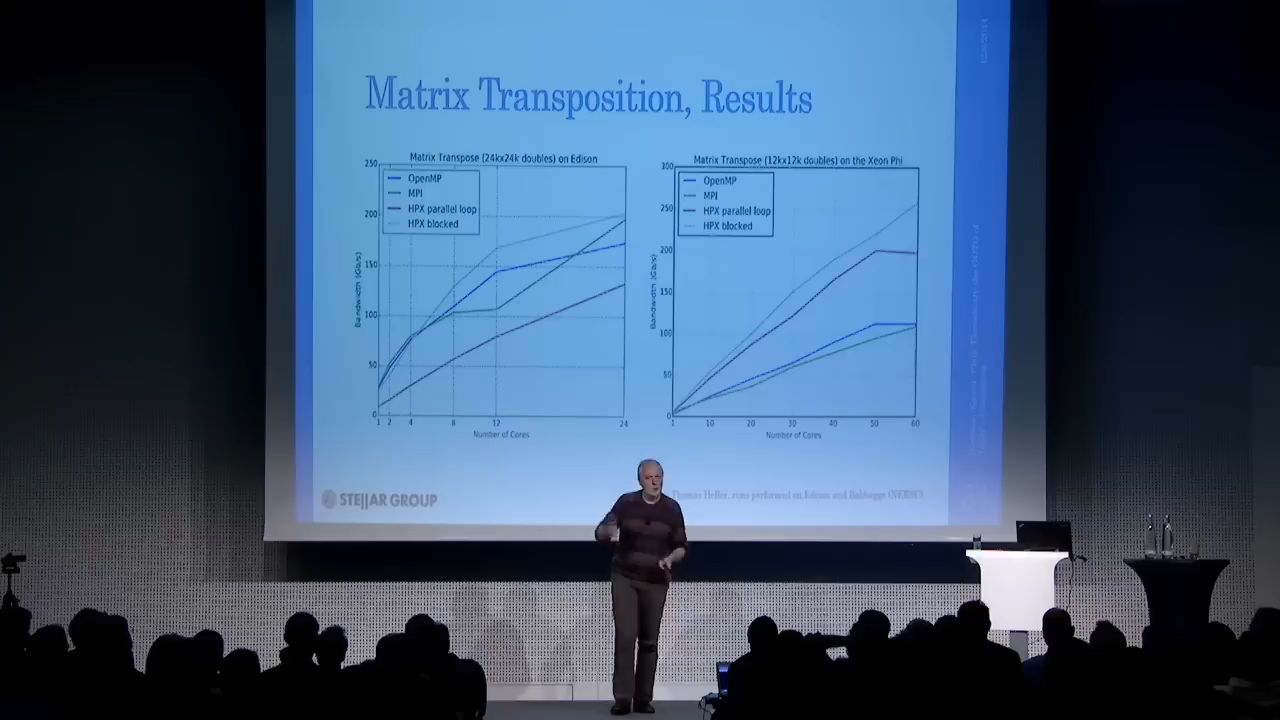 Matrix Transposition, Results
Matrix Transpose (24kx24k doubles) on Edison
250
200
150
100
50
0
OpenMP
MPI
HPX parallel loop
HPX blocked
Bandwidth (Gb/s)
1 2 4 8 12 24
Number of Cores
Matrix Transpose (12kx12k doubles) on the Xeon Phi
300
250
200
150
100
50
0
OpenMP
MPI
HPX parallel loop
HPX blocked
Bandwidth (Gb/s)
1 10 20 30 40 50 60
Number of Cores
STE||AR GROUP
Thomas Heller, runs performed on Edison and Babbage (NERSC)